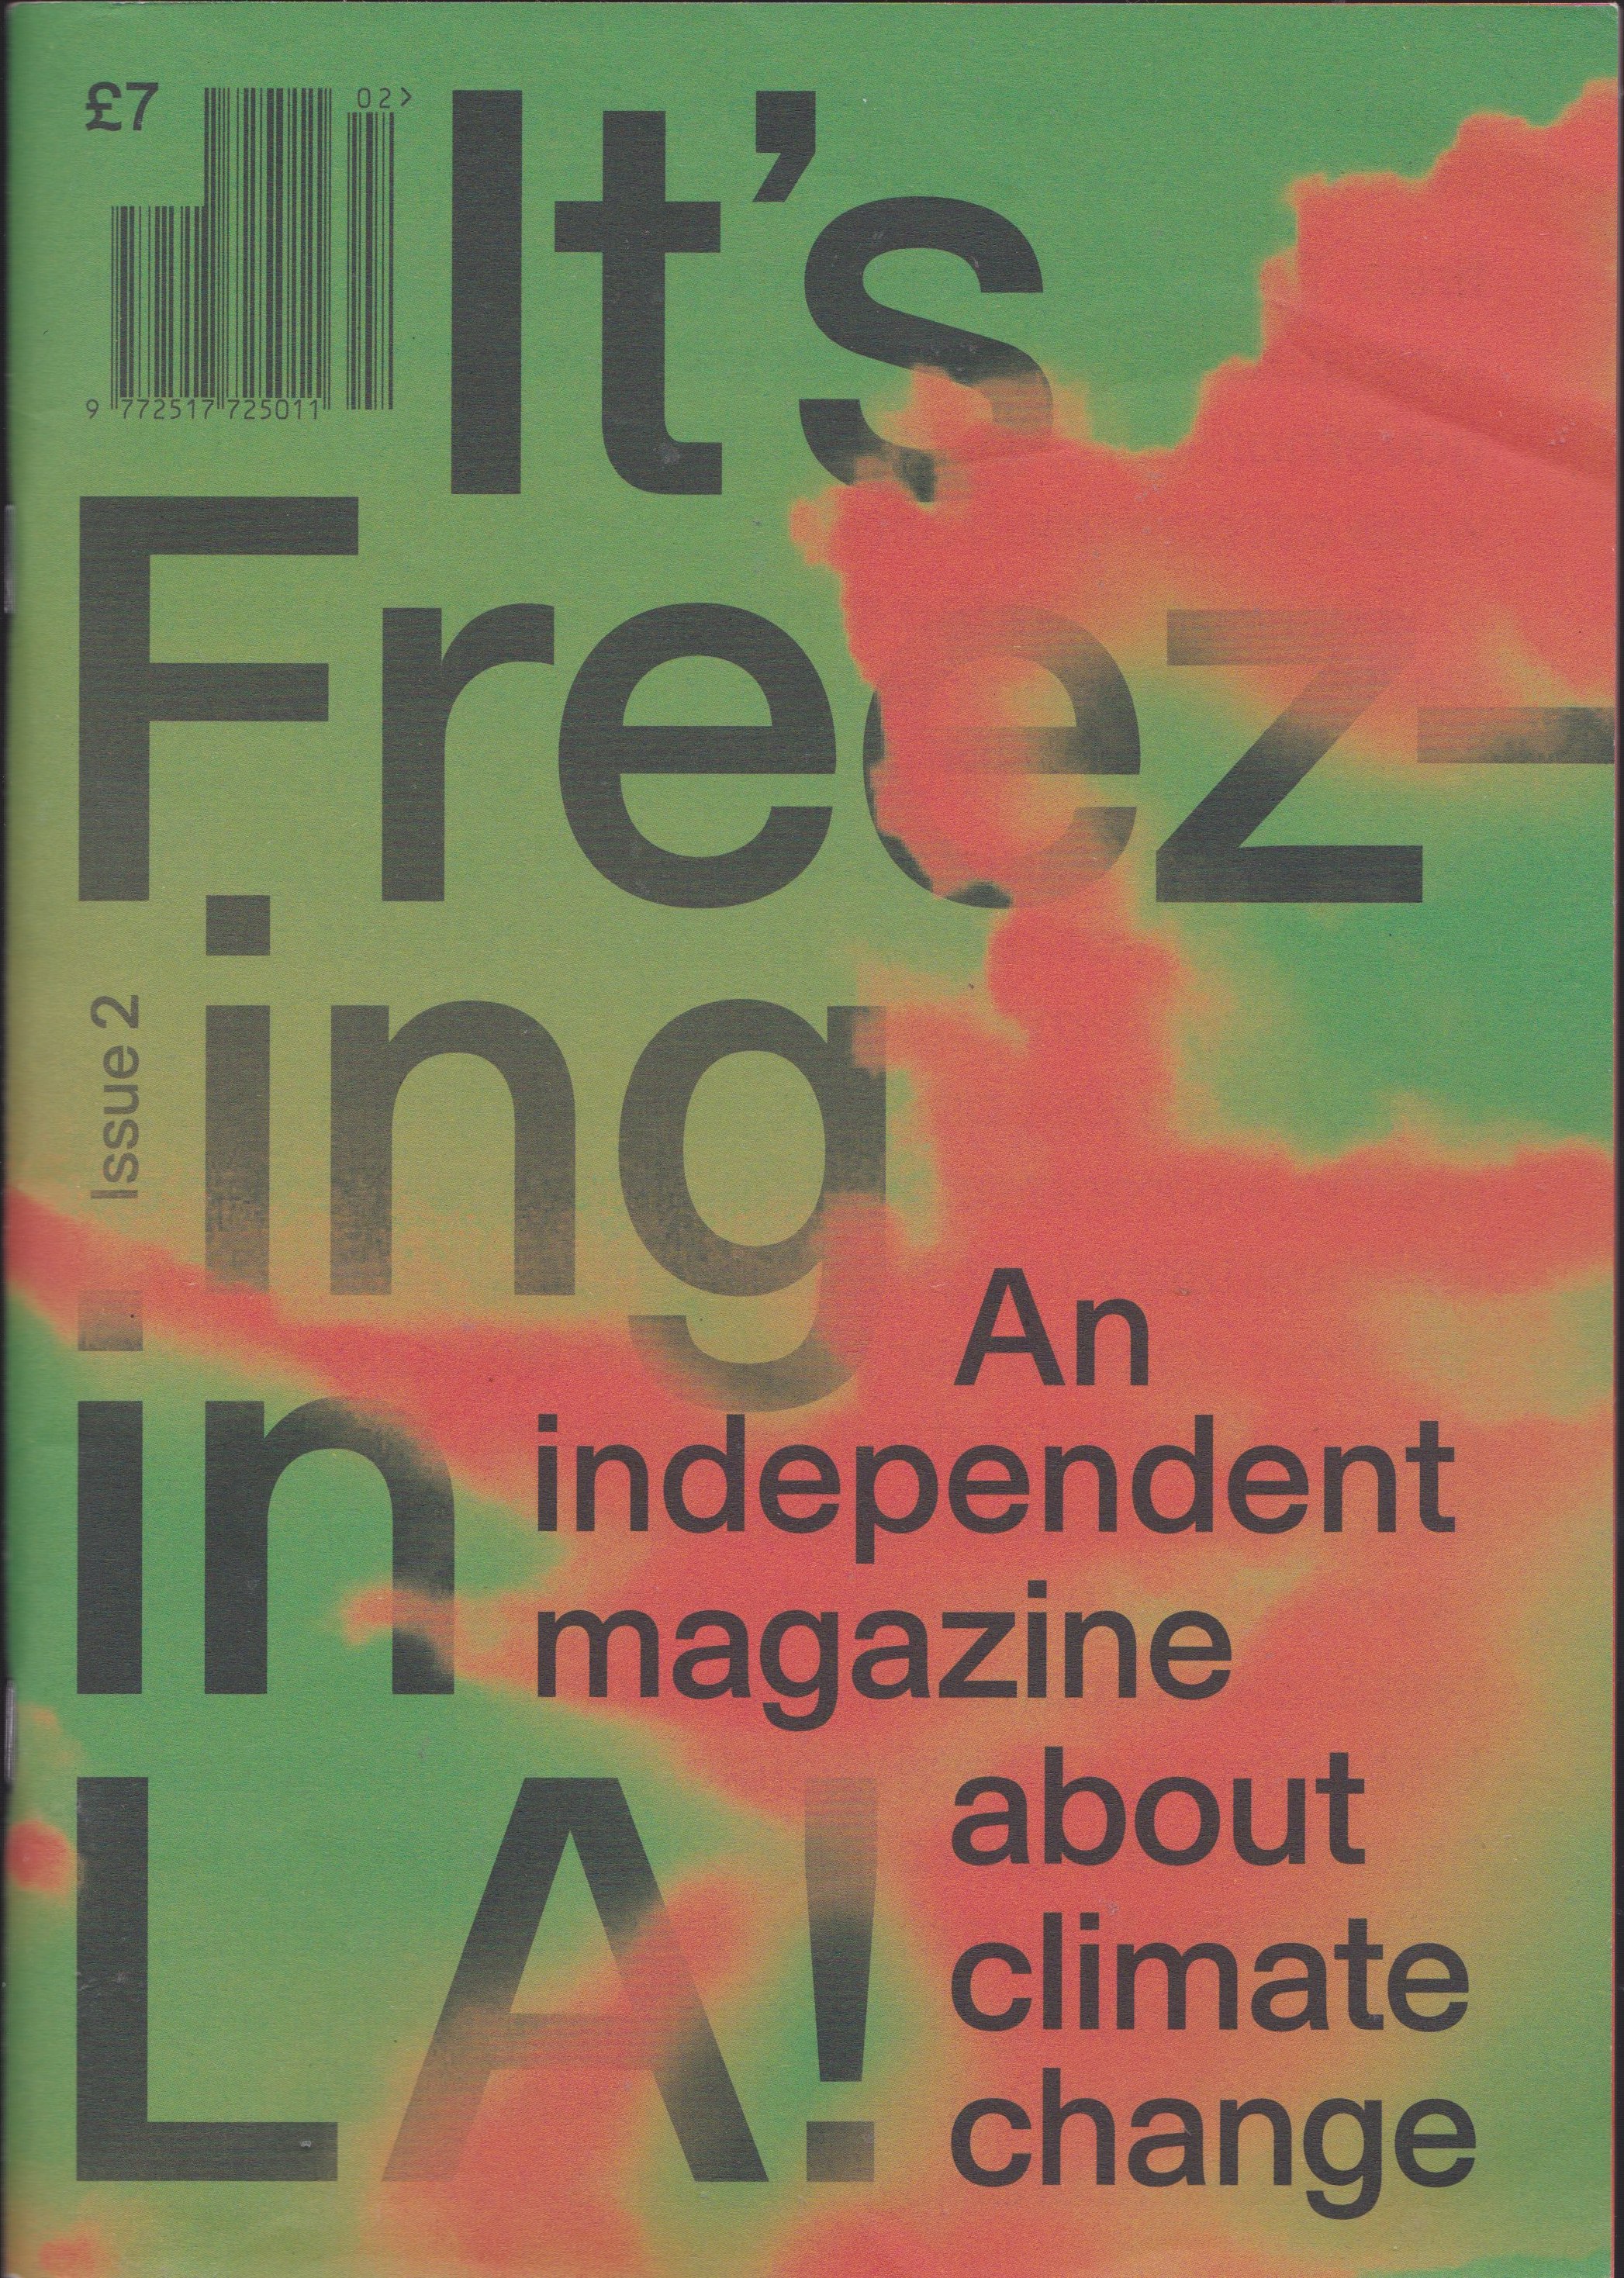 £7
02>
9 772517 725011
It's
Freez-
ing
Issue 2
in
LA!
An
independent
magazine
about
climate
change